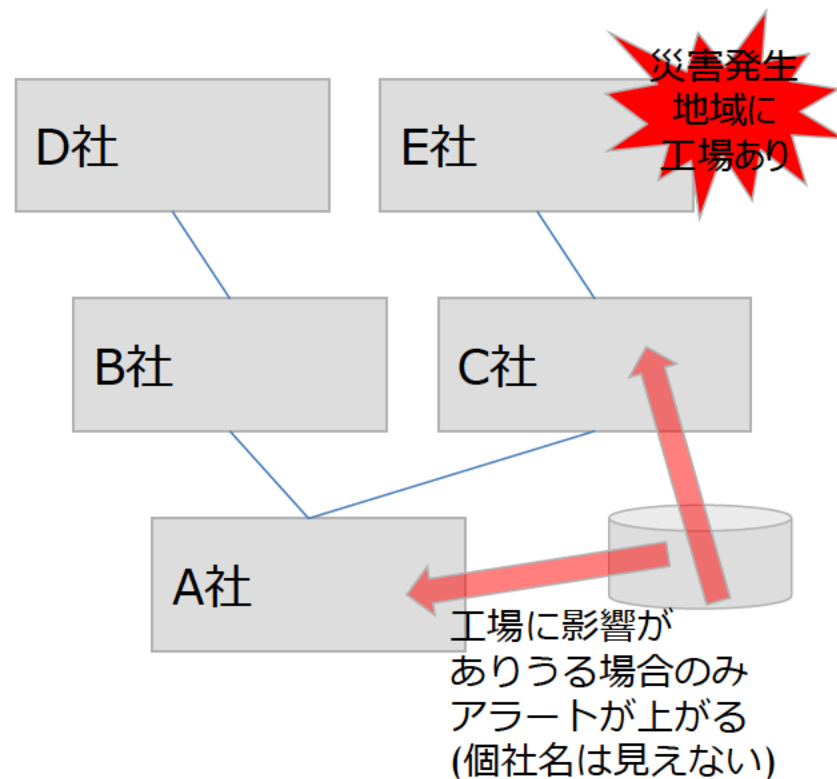 災害発生
地域に
工場あり
D社
E社
B社
C社
A社
工場に影響が
ありうる場合のみ
アラートが上がる
(個社名は見えない)